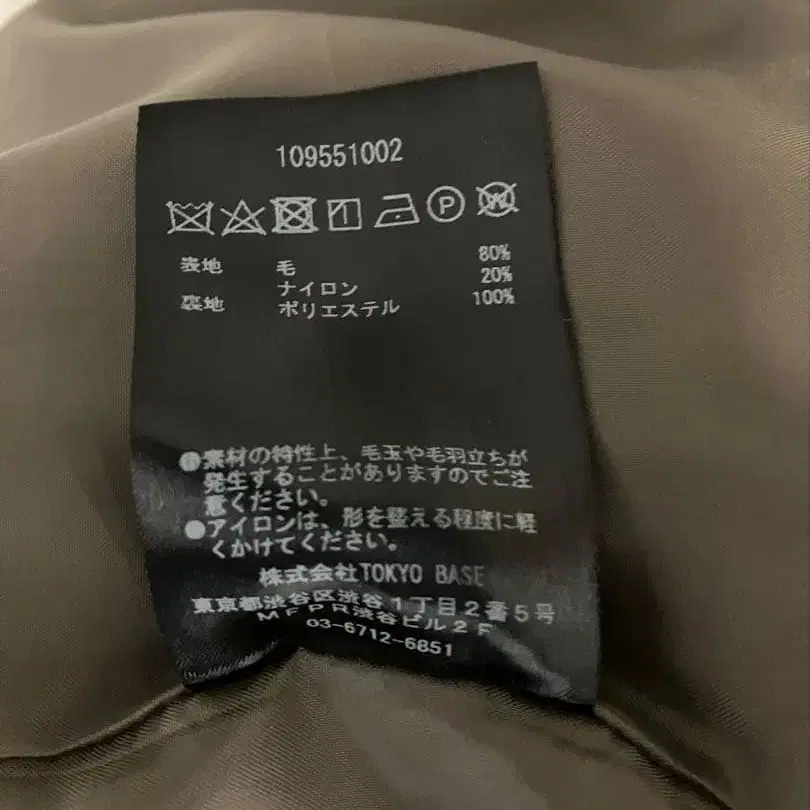 109551002
表地 毛 80%
ナイロン 20%
裏地 ポリエステル 100%
●素材の特性上、毛玉や毛羽立ちが
発生することがありますのでご注
意ください。
●アイロンは、形を整える程度に軽
くかけてください。
株式会社TOKYO BASE
東京都渋谷区渋谷1丁目2番5号
MFPR渋谷ビル2F
03-6712-6851